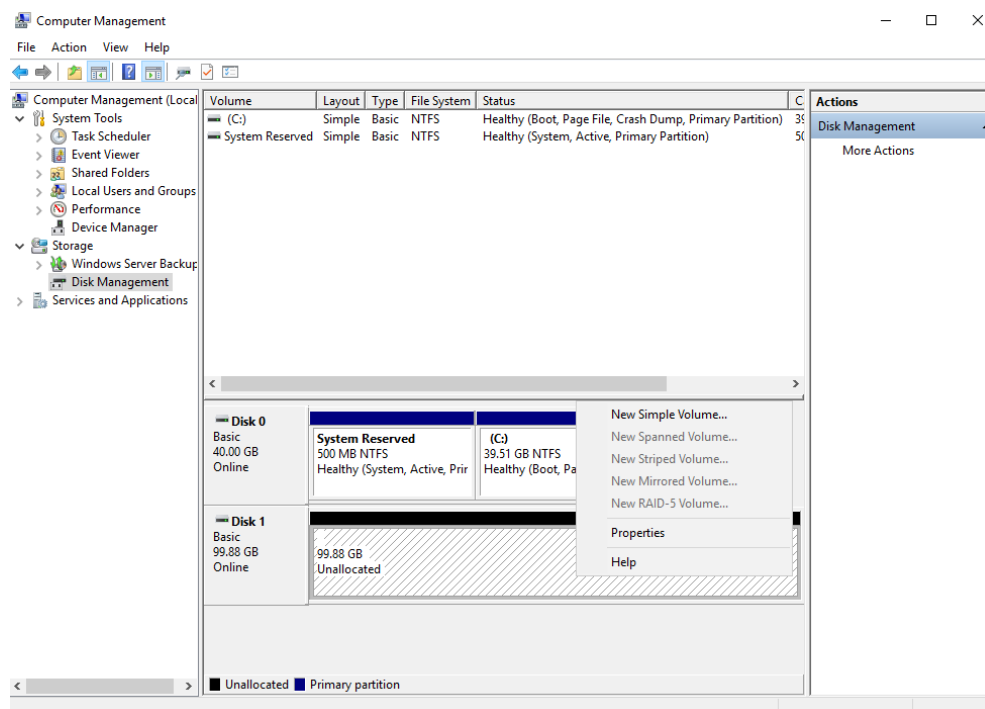 Computer Management
File Action View Help
Computer Management (Local
System Tools
Task Scheduler
Event Viewer
Shared Folders
Local Users and Groups
Performance
Device Manager
Storage
Windows Server Backup
Disk Management
Services and Applications
Volume Layout Type File System Status C
(C:) Simple Basic NTFS Healthy (Boot, Page File, Crash Dump, Primary Partition) 39
System Reserved Simple Basic NTFS Healthy (System, Active, Primary Partition) 50
Disk 0
Basic
40.00 GB
Online
System Reserved
500 MB NTFS
Healthy (System, Active, Prir
(C:)
39.51 GB NTFS
Healthy (Boot, Pa
Disk 1
Basic
99.88 GB
Online
99.88 GB
Unallocated
New Simple Volume...
New Spanned Volume...
New Striped Volume...
New Mirrored Volume...
New RAID-5 Volume...
Properties
Help
Unallocated Primary partition
Actions
Disk Management
More Actions